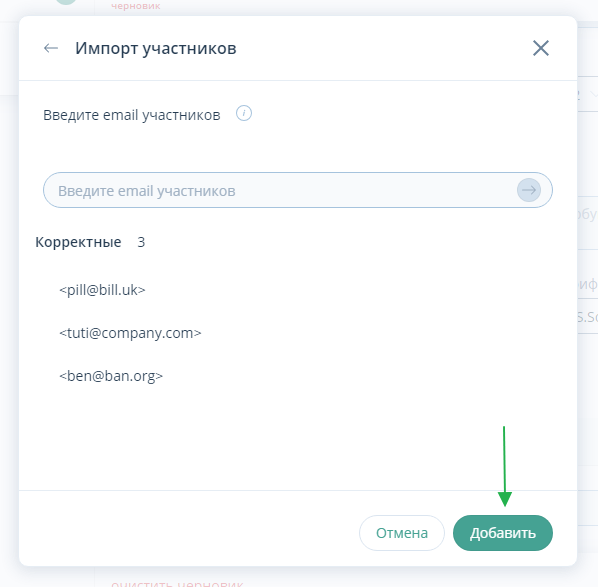 черновик
Импорт участников
Введите email участников
Введите email участников
Корректные 3
<pill@bill.uk>
<tuti@company.com>
<ben@ban.org>
Отмена Добавить
очистить черновик